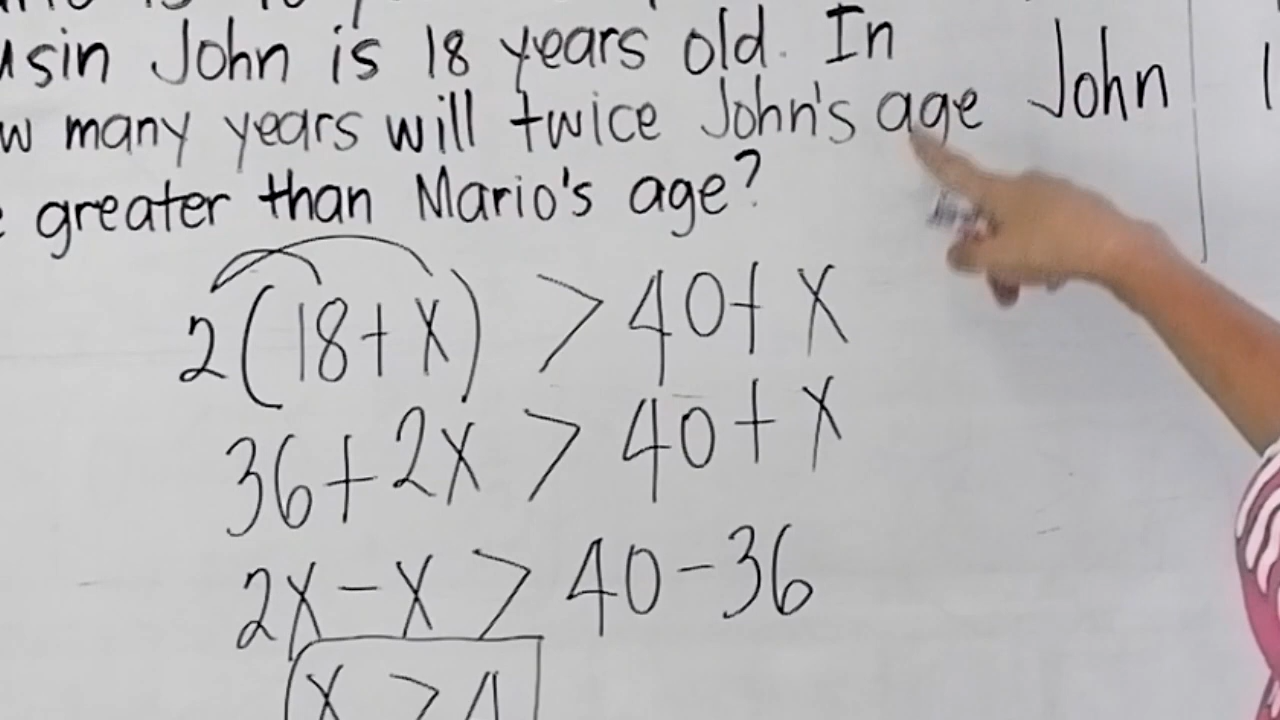 usin John is 18 years old. In
w many years will twice John's age
greater than Mario's age?
John
2(18+x) > 40+x
36+2x > 40+x
2x-x > 40-36
x > 4